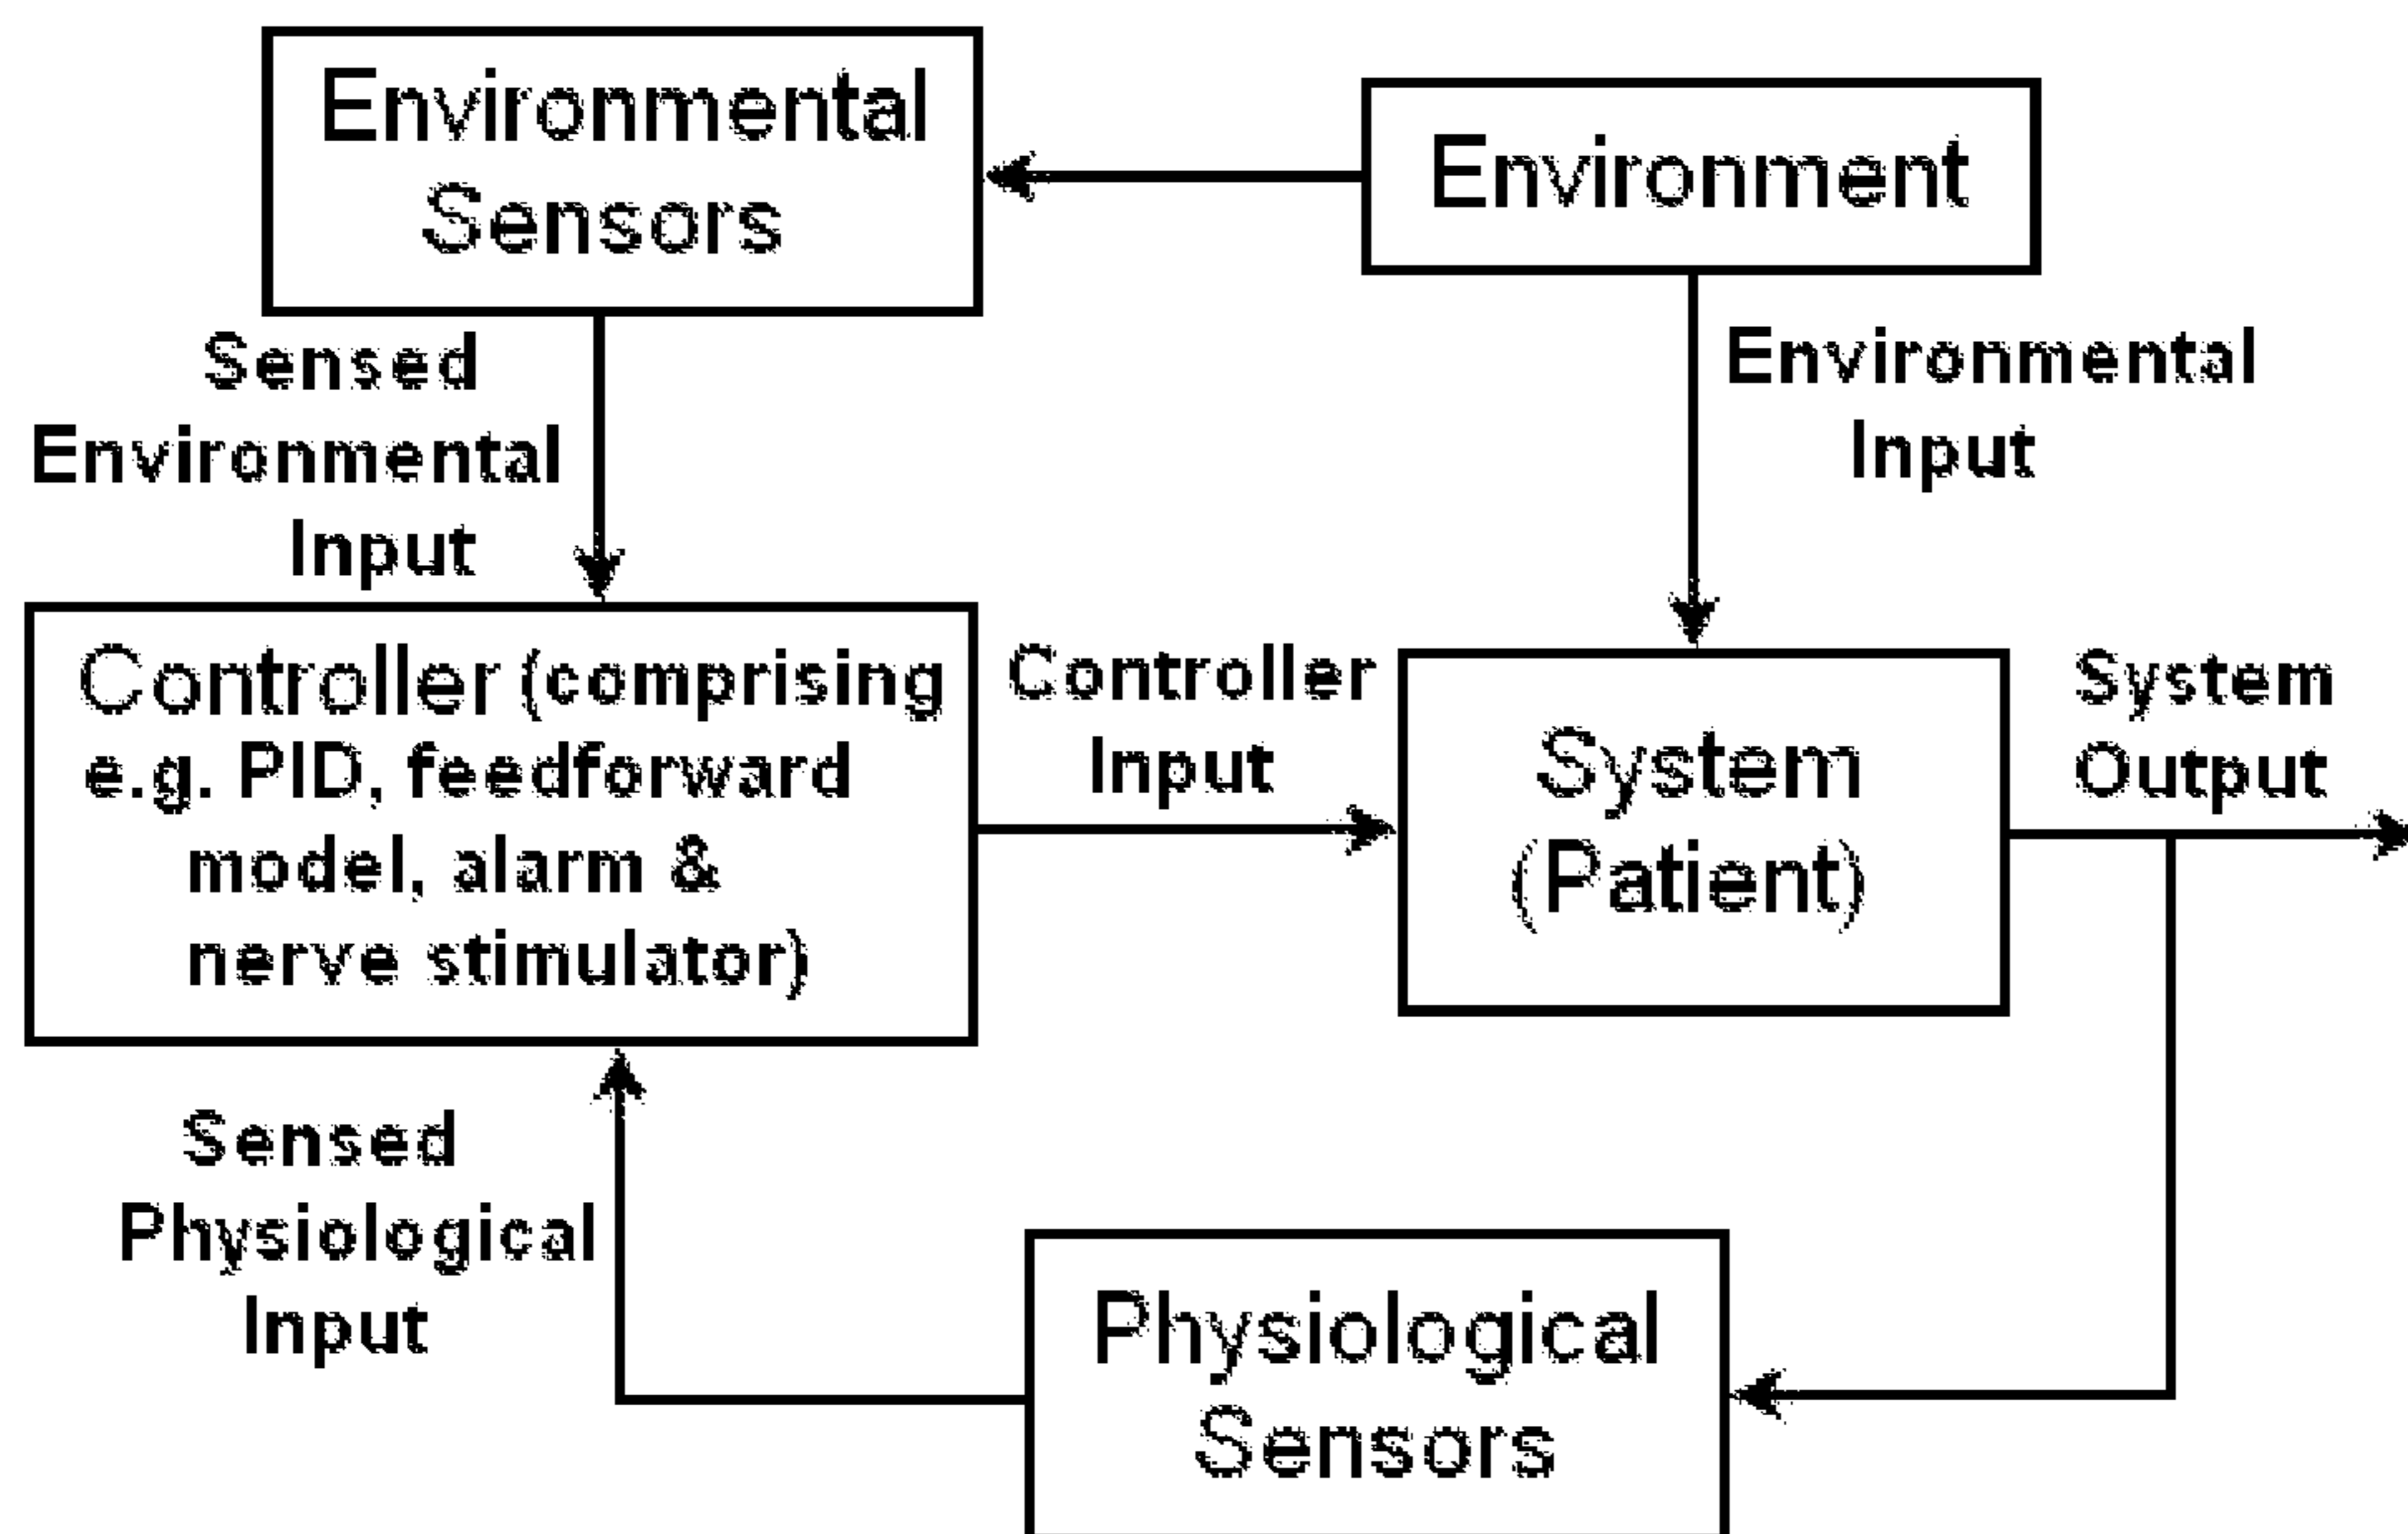 Environmental
Sensors
Environment
Sensed
Environmental
Input
Environmental
Input
Controller (comprising
e.g. PID, feedforward
model, alarm &
nerve stimulator)
Controller
Input
System
(Patient)
System
Output
Sensed
Physiological
Input
Physiological
Sensors